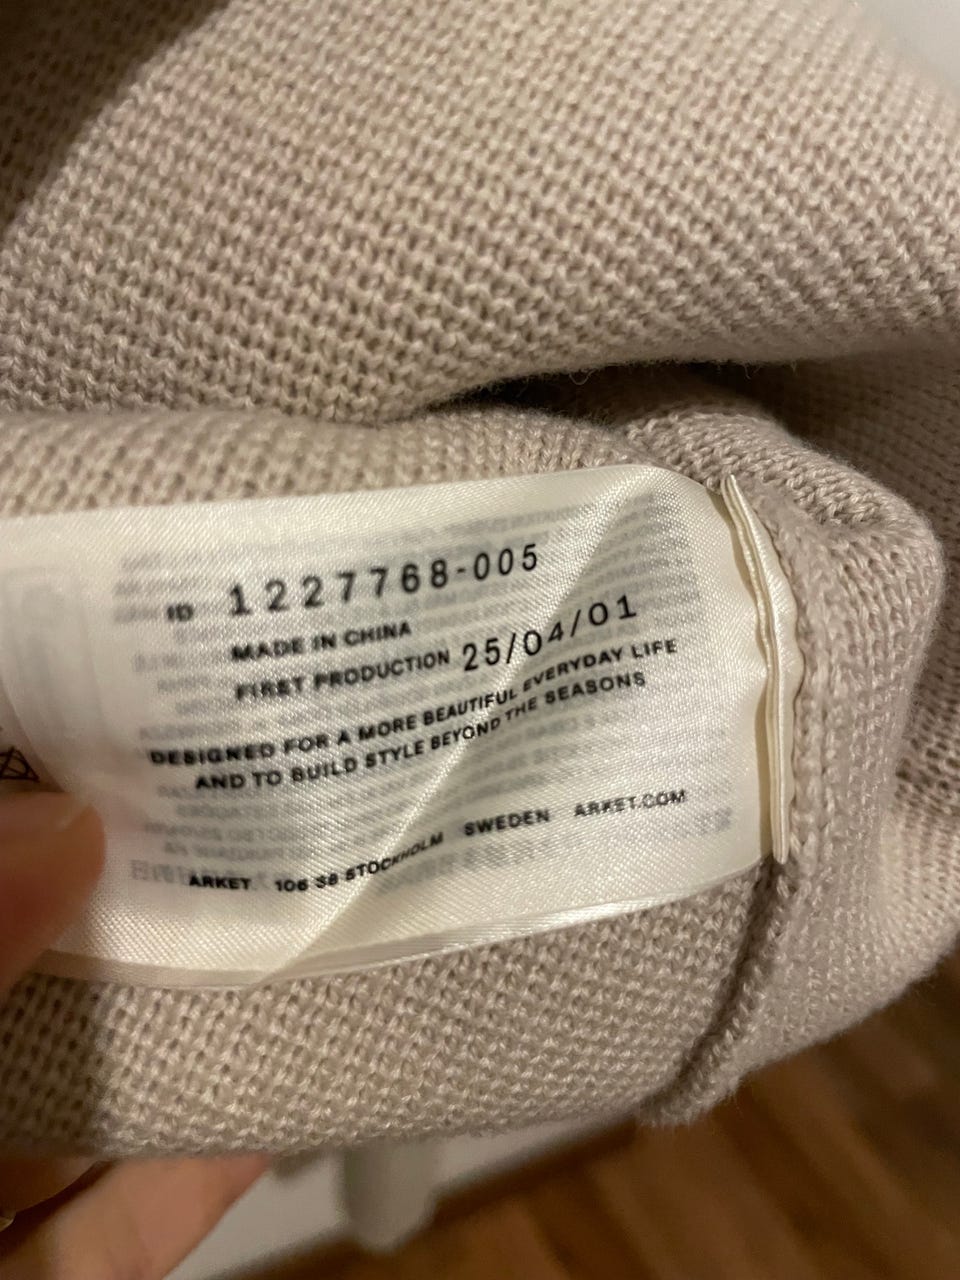 ID 1227768-005
MADE IN CHINA
FIRST PRODUCTION 25/04/01
DESIGNED FOR A MORE BEAUTIFUL EVERYDAY LIFE
AND TO BUILD STYLE BEYOND THE SEASONS
ARKET 106 38 STOCKHOLM SWEDEN ARKET.COM